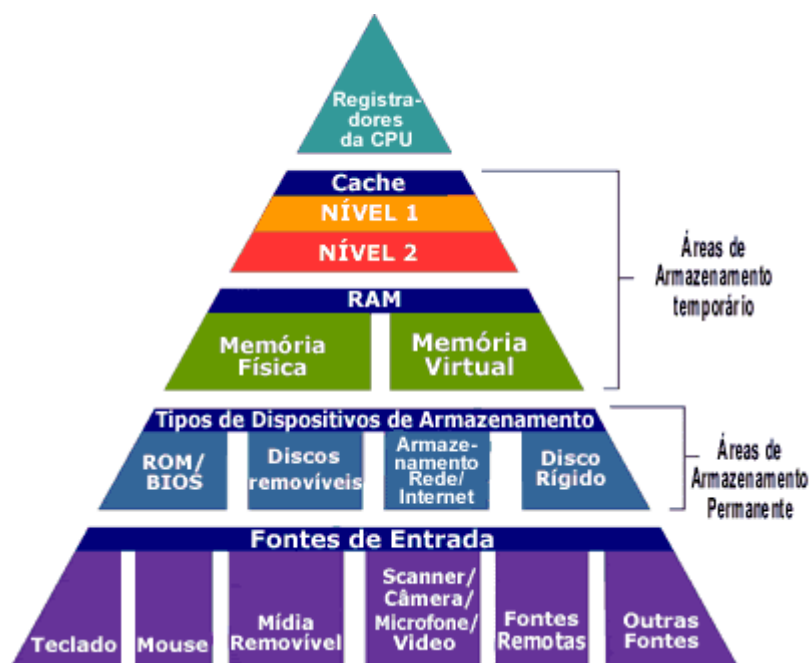 Registra-
dores
da CPU
Cache
NÍVEL 1
NÍVEL 2
Áreas de
Armazenamento
temporário
RAM
Memória
Física
Memória
Virtual
Tipos de Dispositivos de Armazenamento
ROM/
BIOS
Discos
removíveis
Armaze-
namento
Rede/
Internet
Disco
Rígido
Áreas de
Armazenamento
Permanente
Fontes de Entrada
Teclado
Mouse
Mídia
Removível
Scanner/
Câmera/
Microfone/
Video
Fontes
Remotas
Outras
Fontes